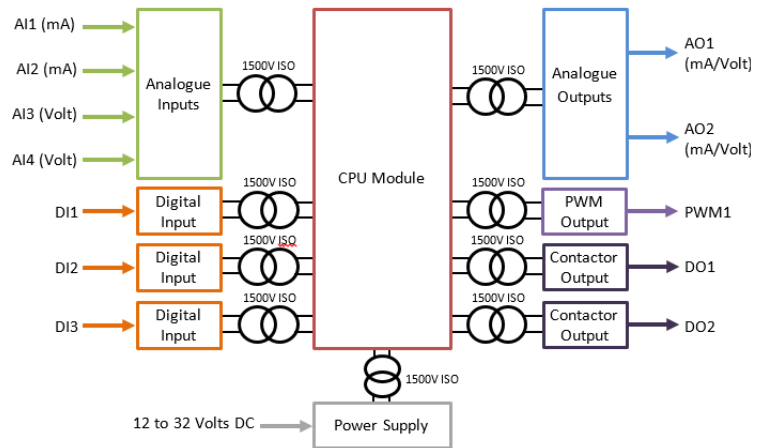 AI1 (mA)
AI2 (mA)
AI3 (Volt)
AI4 (Volt)
Analogue
Inputs
1500V ISO
CPU Module
1500V ISO
Analogue
Outputs
AO1
(mA/Volt)
AO2
(mA/Volt)
DI1
Digital
Input
1500V ISO
1500V ISO
PWM
Output
PWM1
DI2
Digital
Input
1500V ISO
1500V ISO
Contactor
Output
DO1
DI3
Digital
Input
1500V ISO
1500V ISO
Contactor
Output
DO2
1500V ISO
12 to 32 Volts DC
Power Supply